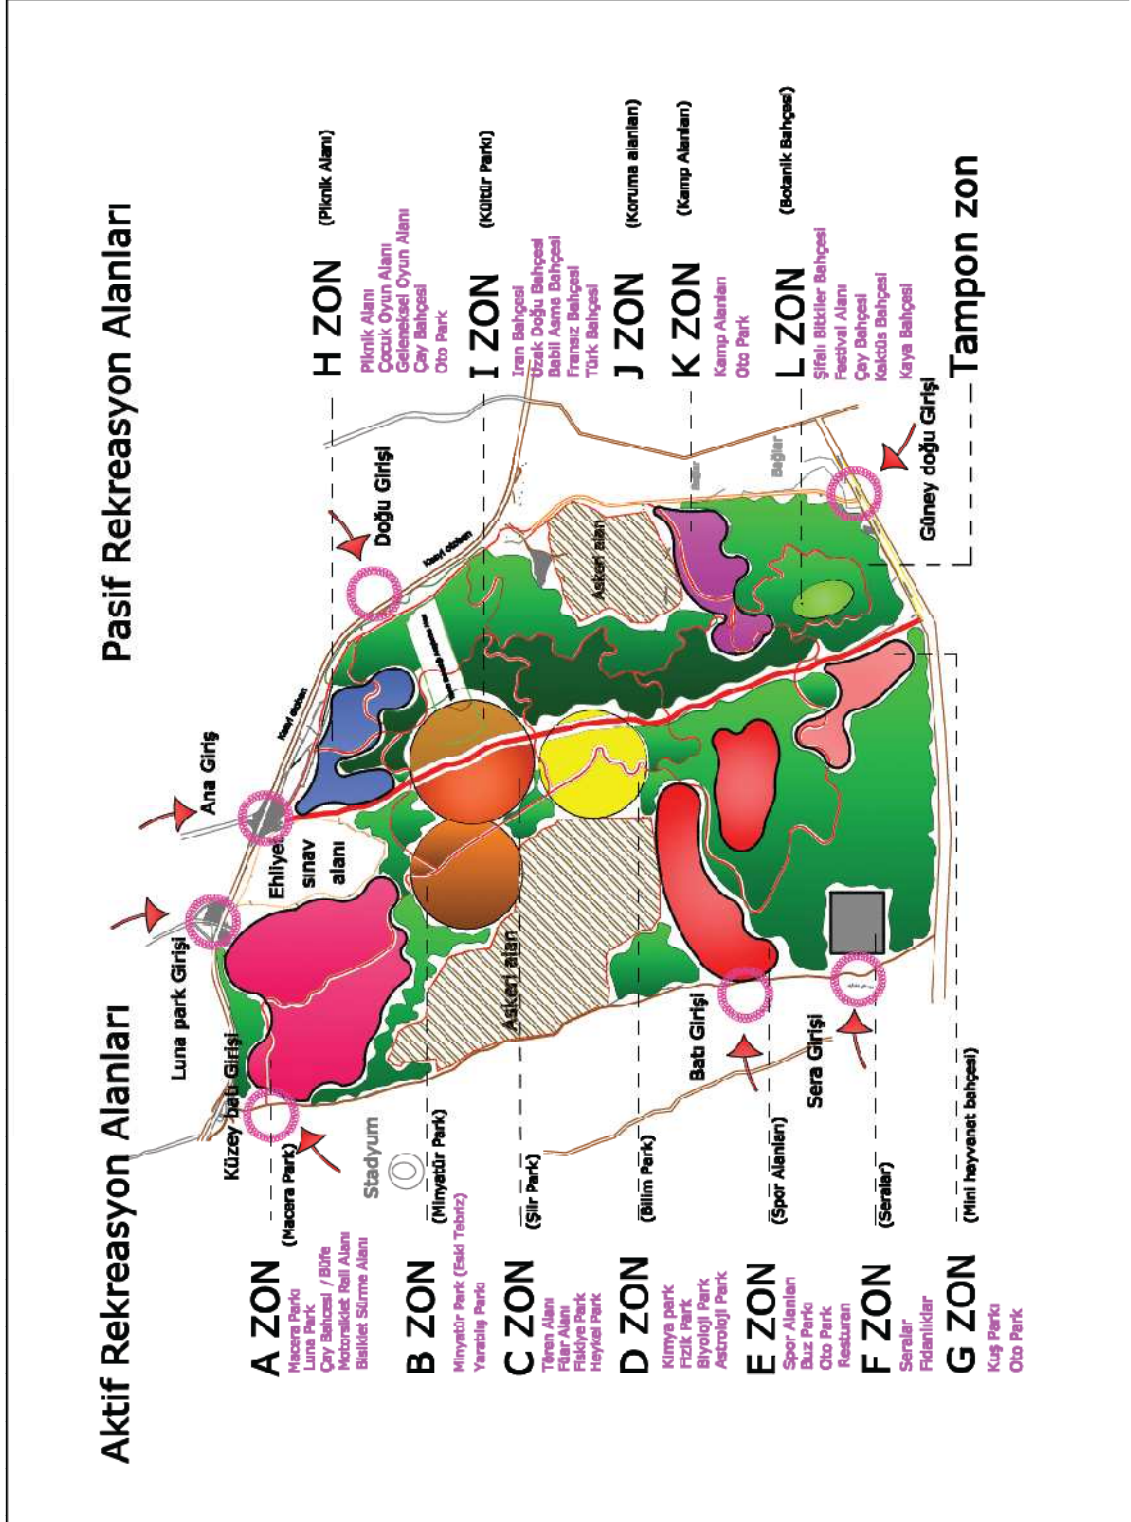 Aktif Rekreasyon Alanları
Pasif Rekreasyon Alanları
A ZON
(Macera Park)
Macera Parkı
Luna Park
Çay Bahçesi / Büfe
Motorsiklet Rali Alanı
Bisiklet Sürme Alanı
B ZON
(Minyatür Park)
Minyatür Park (Eski Tebriz)
Yaratılış Parkı
C ZON
(Şiir Park)
Tören Alanı
Fuar Alanı
Fıskiye Park
Heykel Park
D ZON
(Bilim Park)
Kimya park
Fizik Park
Biyoloji Park
Astroloji Park
E ZON
(Spor Alanları)
Spor Alanları
Buz Parkı
Oto Park
Resturan
F ZON
(Seralar)
Seralar
Fidanlıklar
G ZON
(Mini hayvanat bahçesi)
Kuş Parkı
Oto Park
Küzey batı Girişi
Luna park Girişi
Ana Giriş
Doğu Girişi
Güney doğu Girişi
Batı Girişi
Sera Girişi
Stadyum
Ehliyet
sınav
alanı
Askeri alan
Askeri alan
Kuzyl otoban
Kuzyl otoban
Bağlar
Bağlar
H ZON
(Piknik Alanı)
Piknik Alanı
Çocuk Oyun Alanı
Geleneksel Oyun Alanı
Çay Bahçesi
Oto Park
I ZON
(Kültür Parkı)
Iran Bahçesi
Uzak Doğu Bahçesi
Babil Asma Bahçesi
Fransız Bahçesi
Türk Bahçesi
J ZON
(Koruma alanları)
K ZON
(Kamp Alanları)
Kamp Alanları
Oto Park
L ZON
(Botanik Bahçesi)
Şifalı Bitkiler Bahçesi
Festival Alanı
Çay Bahçesi
Kaktüs Bahçesi
Kaya Bahçesi
Tampon zon